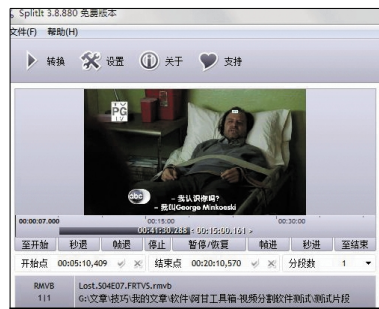 SplitIt 3.8.880 免费版本
文件(F) 帮助(H)
转换 设置 关于 支持
TV
PG
abc
- 我认识你吗?
- 我叫George Minkoeski
00:00:07.000 00:15:00 00:30:00
00:41:30.288 < 00:15:00.161 >
至开始 秒退 帧退 停止 暂停/恢复 帧进 秒进 至结束
开始点 00:05:10,409 结束点 00:20:10,570 分段数 1
RMVB Lost.S04E07.FRTVS.rmvb
1|1 G:\文章\技巧\我的文章\软件\阿甘工具箱-视频分割软件测试\测试片段